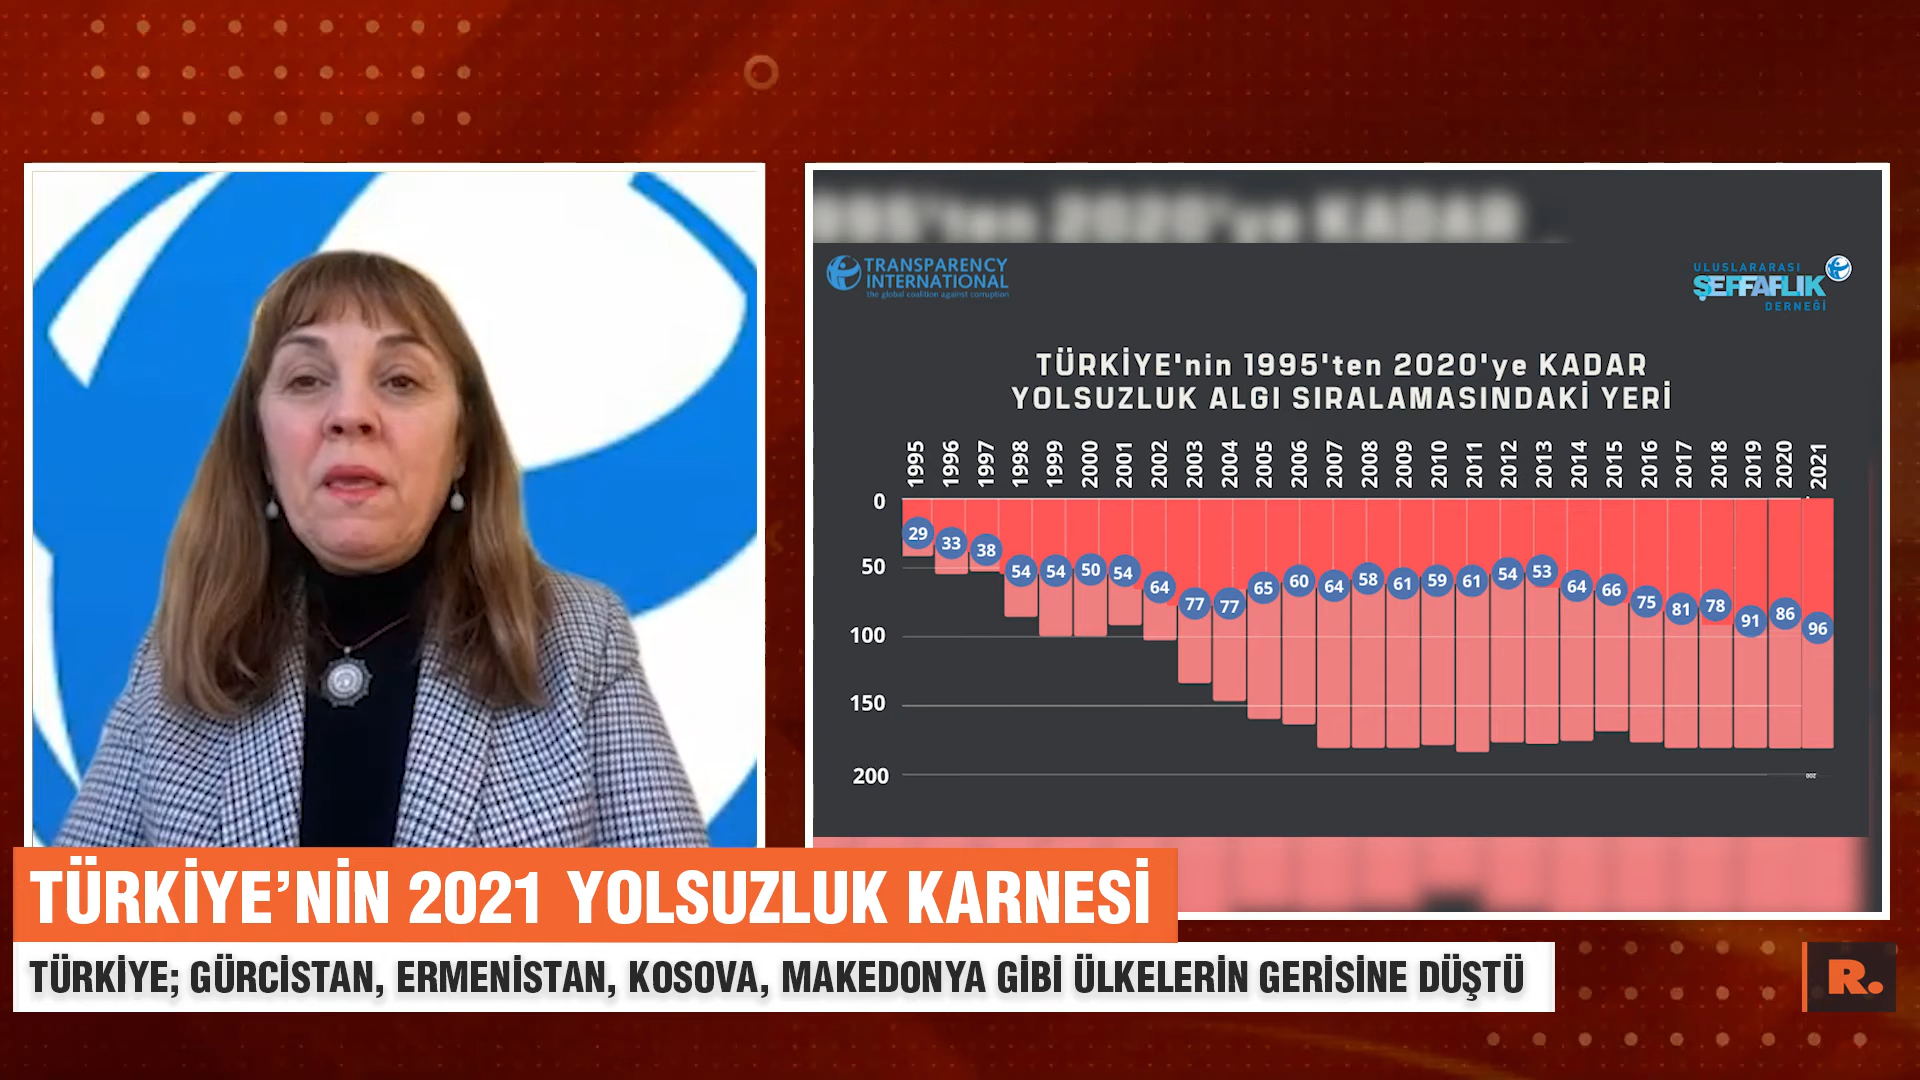 995'ten 2020'ye KADAR
TRANSPARENCY
INTERNATIONAL
the global coalition against corruption
ULUSLARARASI
ŞEFFAFLIK
DERNEĞİ
TÜRKİYE'nin 1995'ten 2020'ye KADAR
YOLSUZLUK ALGI SIRALAMASINDAKİ YERİ
1995 1996 1997 1998 1999 2000 2001 2002 2003 2004 2005 2006 2007 2008 2009 2010 2011 2012 2013 2014 2015 2016 2017 2018 2019 2020 2021
0
50
100
150
200
29 33 38 54 54 50 54 64 77 77 65 60 64 58 61 59 61 54 53 64 66 75 81 78 91 86 96
TÜRKİYE’NİN 2021 YOLSUZLUK KARNESİ
TÜRKİYE; GÜRCİSTAN, ERMENİSTAN, KOSOVA, MAKEDONYA GİBİ ÜLKELERİN GERİSİNE DÜŞTÜ
R.